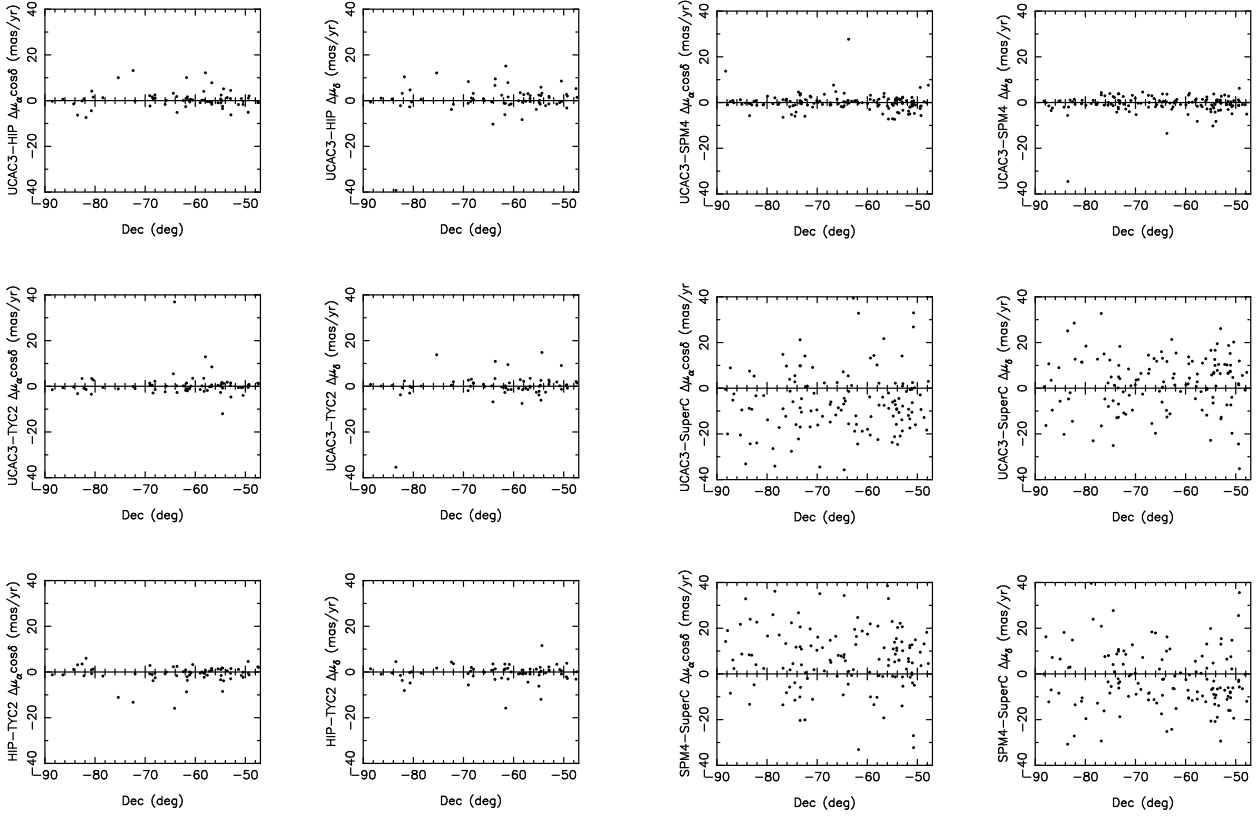 UCAC3−HIP Δμαcosδ (mas/yr)
40
20
0
−20
−40
−90 −80 −70 −60 −50
Dec (deg)
UCAC3−HIP Δμδ (mas/yr)
40
20
0
−20
−40
−90 −80 −70 −60 −50
Dec (deg)
UCAC3−SPM4 Δμαcosδ (mas/yr)
40
20
0
−20
−40
−90 −80 −70 −60 −50
Dec (deg)
UCAC3−SPM4 Δμδ (mas/yr)
40
20
0
−20
−40
−90 −80 −70 −60 −50
Dec (deg)
UCAC3−TYC2 Δμαcosδ (mas/yr)
40
20
0
−20
−40
−90 −80 −70 −60 −50
Dec (deg)
UCAC3−TYC2 Δμδ (mas/yr)
40
20
0
−20
−40
−90 −80 −70 −60 −50
Dec (deg)
UCAC3−SuperC Δμαcosδ (mas/yr)
40
20
0
−20
−40
−90 −80 −70 −60 −50
Dec (deg)
UCAC3−SuperC Δμδ (mas/yr)
40
20
0
−20
−40
−90 −80 −70 −60 −50
Dec (deg)
HIP−TYC2 Δμαcosδ (mas/yr)
40
20
0
−20
−40
−90 −80 −70 −60 −50
Dec (deg)
HIP−TYC2 Δμδ (mas/yr)
40
20
0
−20
−40
−90 −80 −70 −60 −50
Dec (deg)
SPM4−SuperC Δμαcosδ (mas/yr)
40
20
0
−20
−40
−90 −80 −70 −60 −50
Dec (deg)
SPM4−SuperC Δμδ (mas/yr)
40
20
0
−20
−40
−90 −80 −70 −60 −50
Dec (deg)